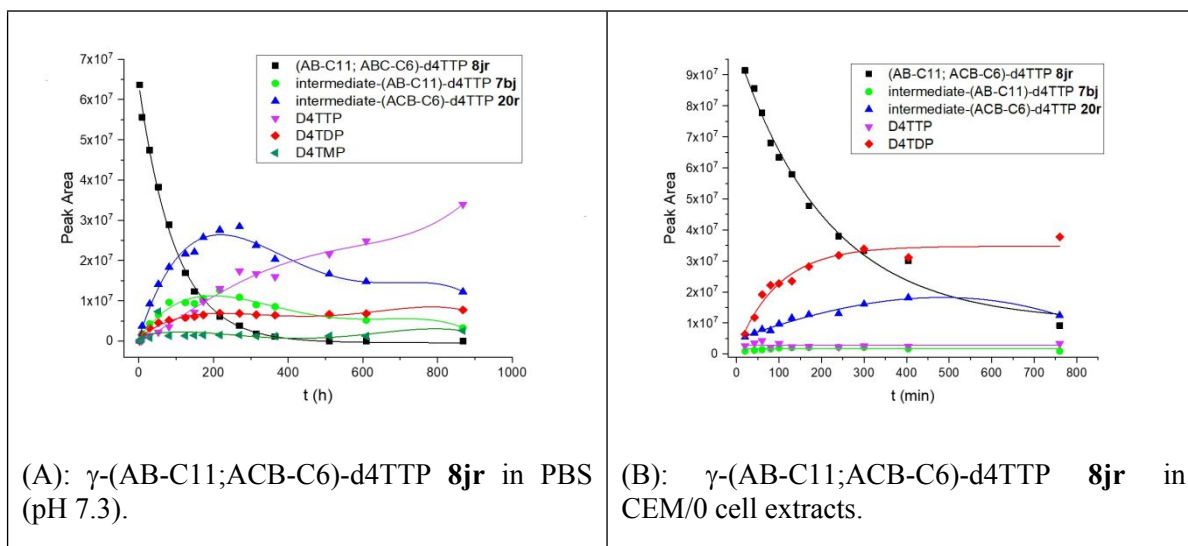 7x10⁷
6x10⁷
5x10⁷
4x10⁷
3x10⁷
2x10⁷
1x10⁷
0
Peak Area
0 200 400 600 800 1000
t (h)
(AB-C11; ABC-C6)-d4TTP 8jr
intermediate-(AB-C11)-d4TTP 7bj
intermediate-(ACB-C6)-d4TTP 20r
D4TTP
D4TDP
D4TMP
9x10⁷
8x10⁷
7x10⁷
6x10⁷
5x10⁷
4x10⁷
3x10⁷
2x10⁷
1x10⁷
0
Peak Area
0 100 200 300 400 500 600 700 800
t (min)
(AB-C11; ACB-C6)-d4TTP 8jr
intermediate-(AB-C11)-d4TTP 7bj
intermediate-(ACB-C6)-d4TTP 20r
D4TTP
D4TDP
(A): γ-(AB-C11;ACB-C6)-d4TTP 8jr in PBS
(pH 7.3).
(B): γ-(AB-C11;ACB-C6)-d4TTP 8jr in
CEM/0 cell extracts.